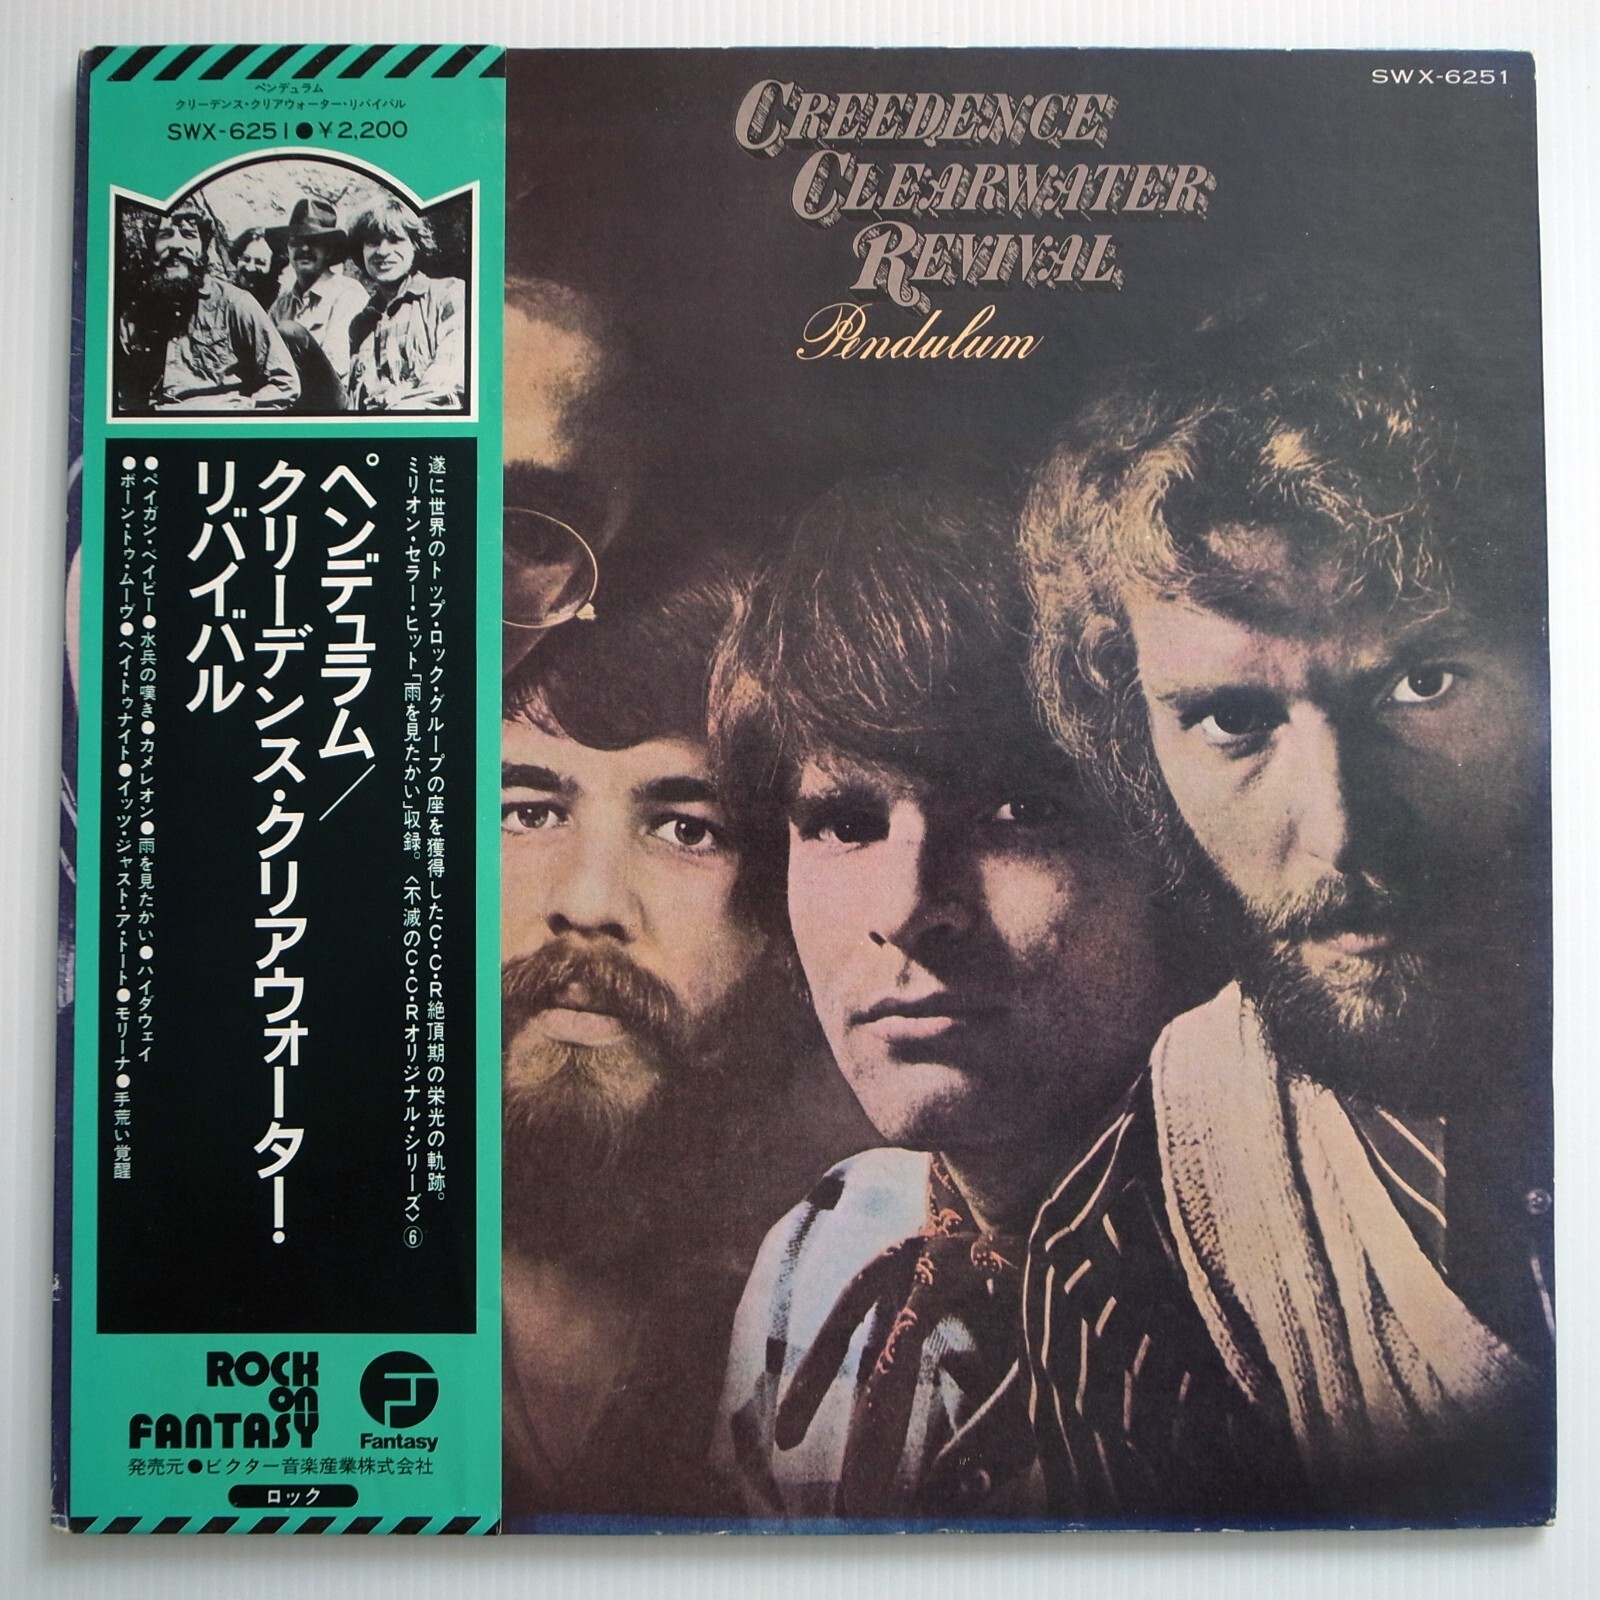 ペンデュラム
クリーデンス・クリアウォーター・リバイバル
SWX-6251●¥2,200
遂に世界のトップ・ロック・グループの座を獲得したC・C・R絶頂期の栄光の軌跡。
ミリオン・セラー・ヒット「雨を見たかい」収録。〈不滅のC・C・Rオリジナル・シリーズ〉⑥
ペンデュラム／
クリーデンス・クリアウォーター・
リバイバル
●ペイガン・ベイビー●水兵の嘆き●カメレオン●雨を見たかい●ハイダウェイ
●ボーン・トゥ・ムーヴ●ヘイ・トゥナイト●イッツ・ジャスト・ア・トート●モリーナ●手荒い覚醒
ROCK
ON
FANTASY
Fantasy
発売元●ビクター音楽産業株式会社
ロック
SWX-6251
CREEDENCE
CLEARWATER
REVIVAL
Pendulum